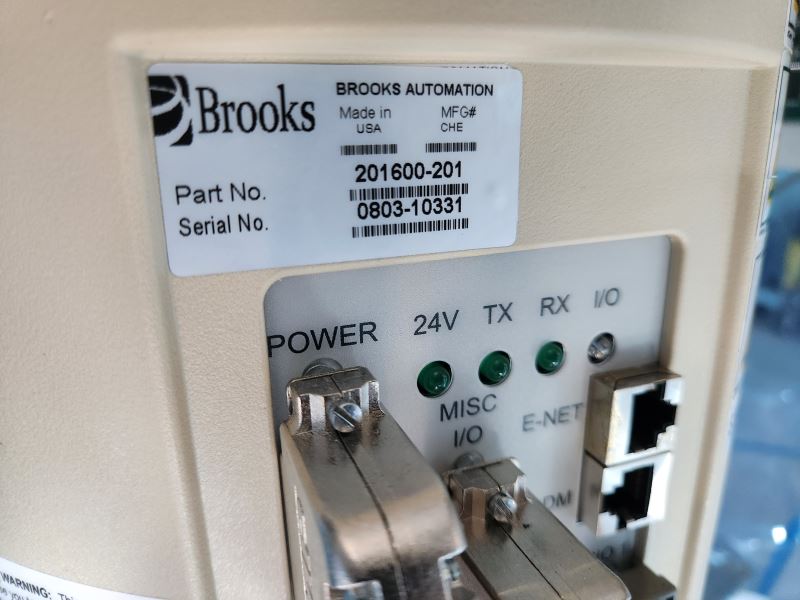 Brooks
BROOKS AUTOMATION
Made in USA
MFG# CHE
Part No. 201600-201
Serial No. 0803-10331
POWER
24V
TX
RX
I/O
MISC I/O
E-NET
DM
WARNING: